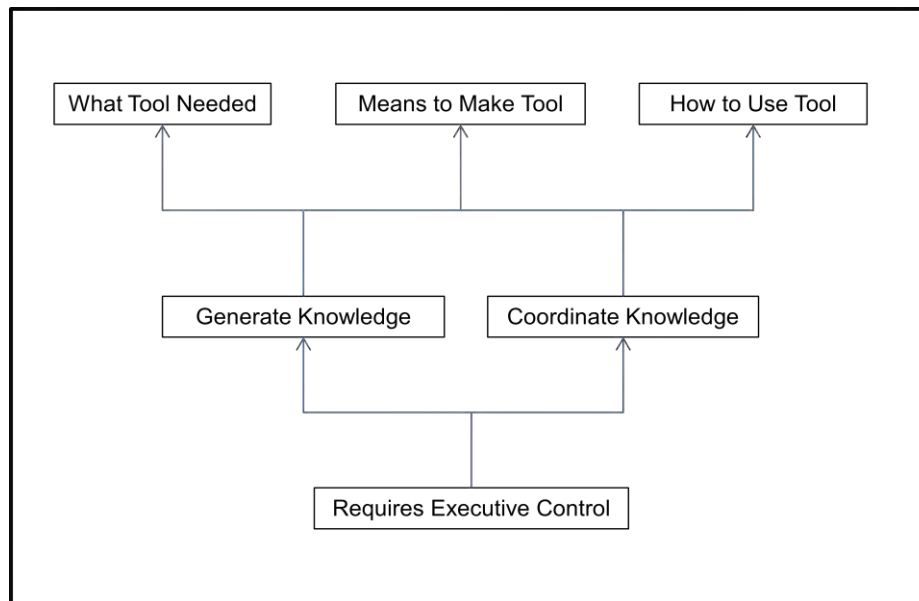 What Tool Needed
Means to Make Tool
How to Use Tool
Generate Knowledge
Coordinate Knowledge
Requires Executive Control